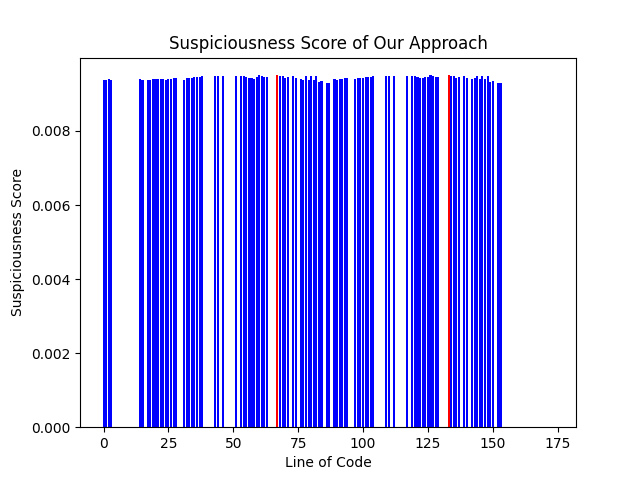 Suspiciousness Score of Our Approach
Suspiciousness Score
0.008
0.006
0.004
0.002
0.000
0 25 50 75 100 125 150 175
Line of Code